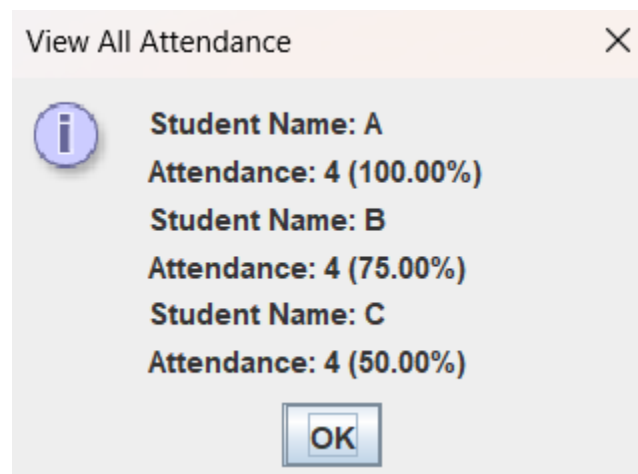 View All Attendance
Student Name: A
Attendance: 4 (100.00%)
Student Name: B
Attendance: 4 (75.00%)
Student Name: C
Attendance: 4 (50.00%)
OK